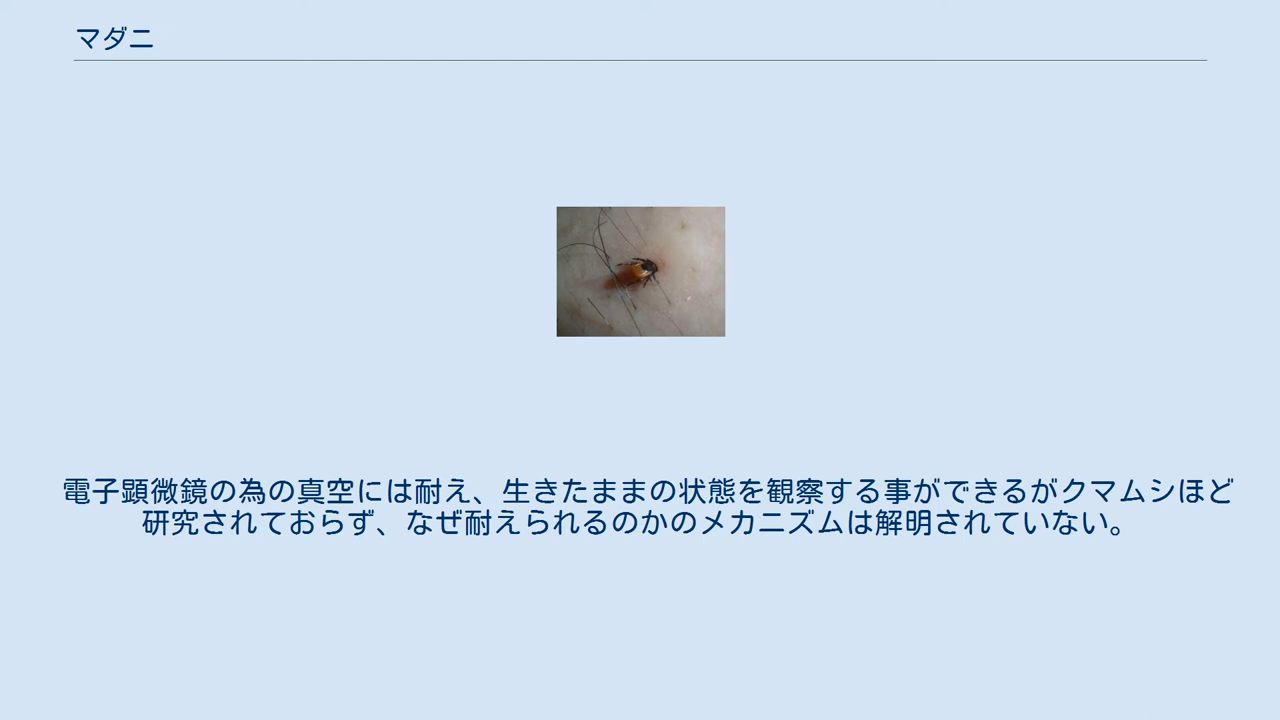 マダニ
電子顕微鏡の為の真空には耐え、生きたままの状態を観察する事ができるがクマムシほど
研究されておらず、なぜ耐えられるのかのメカニズムは解明されていない。